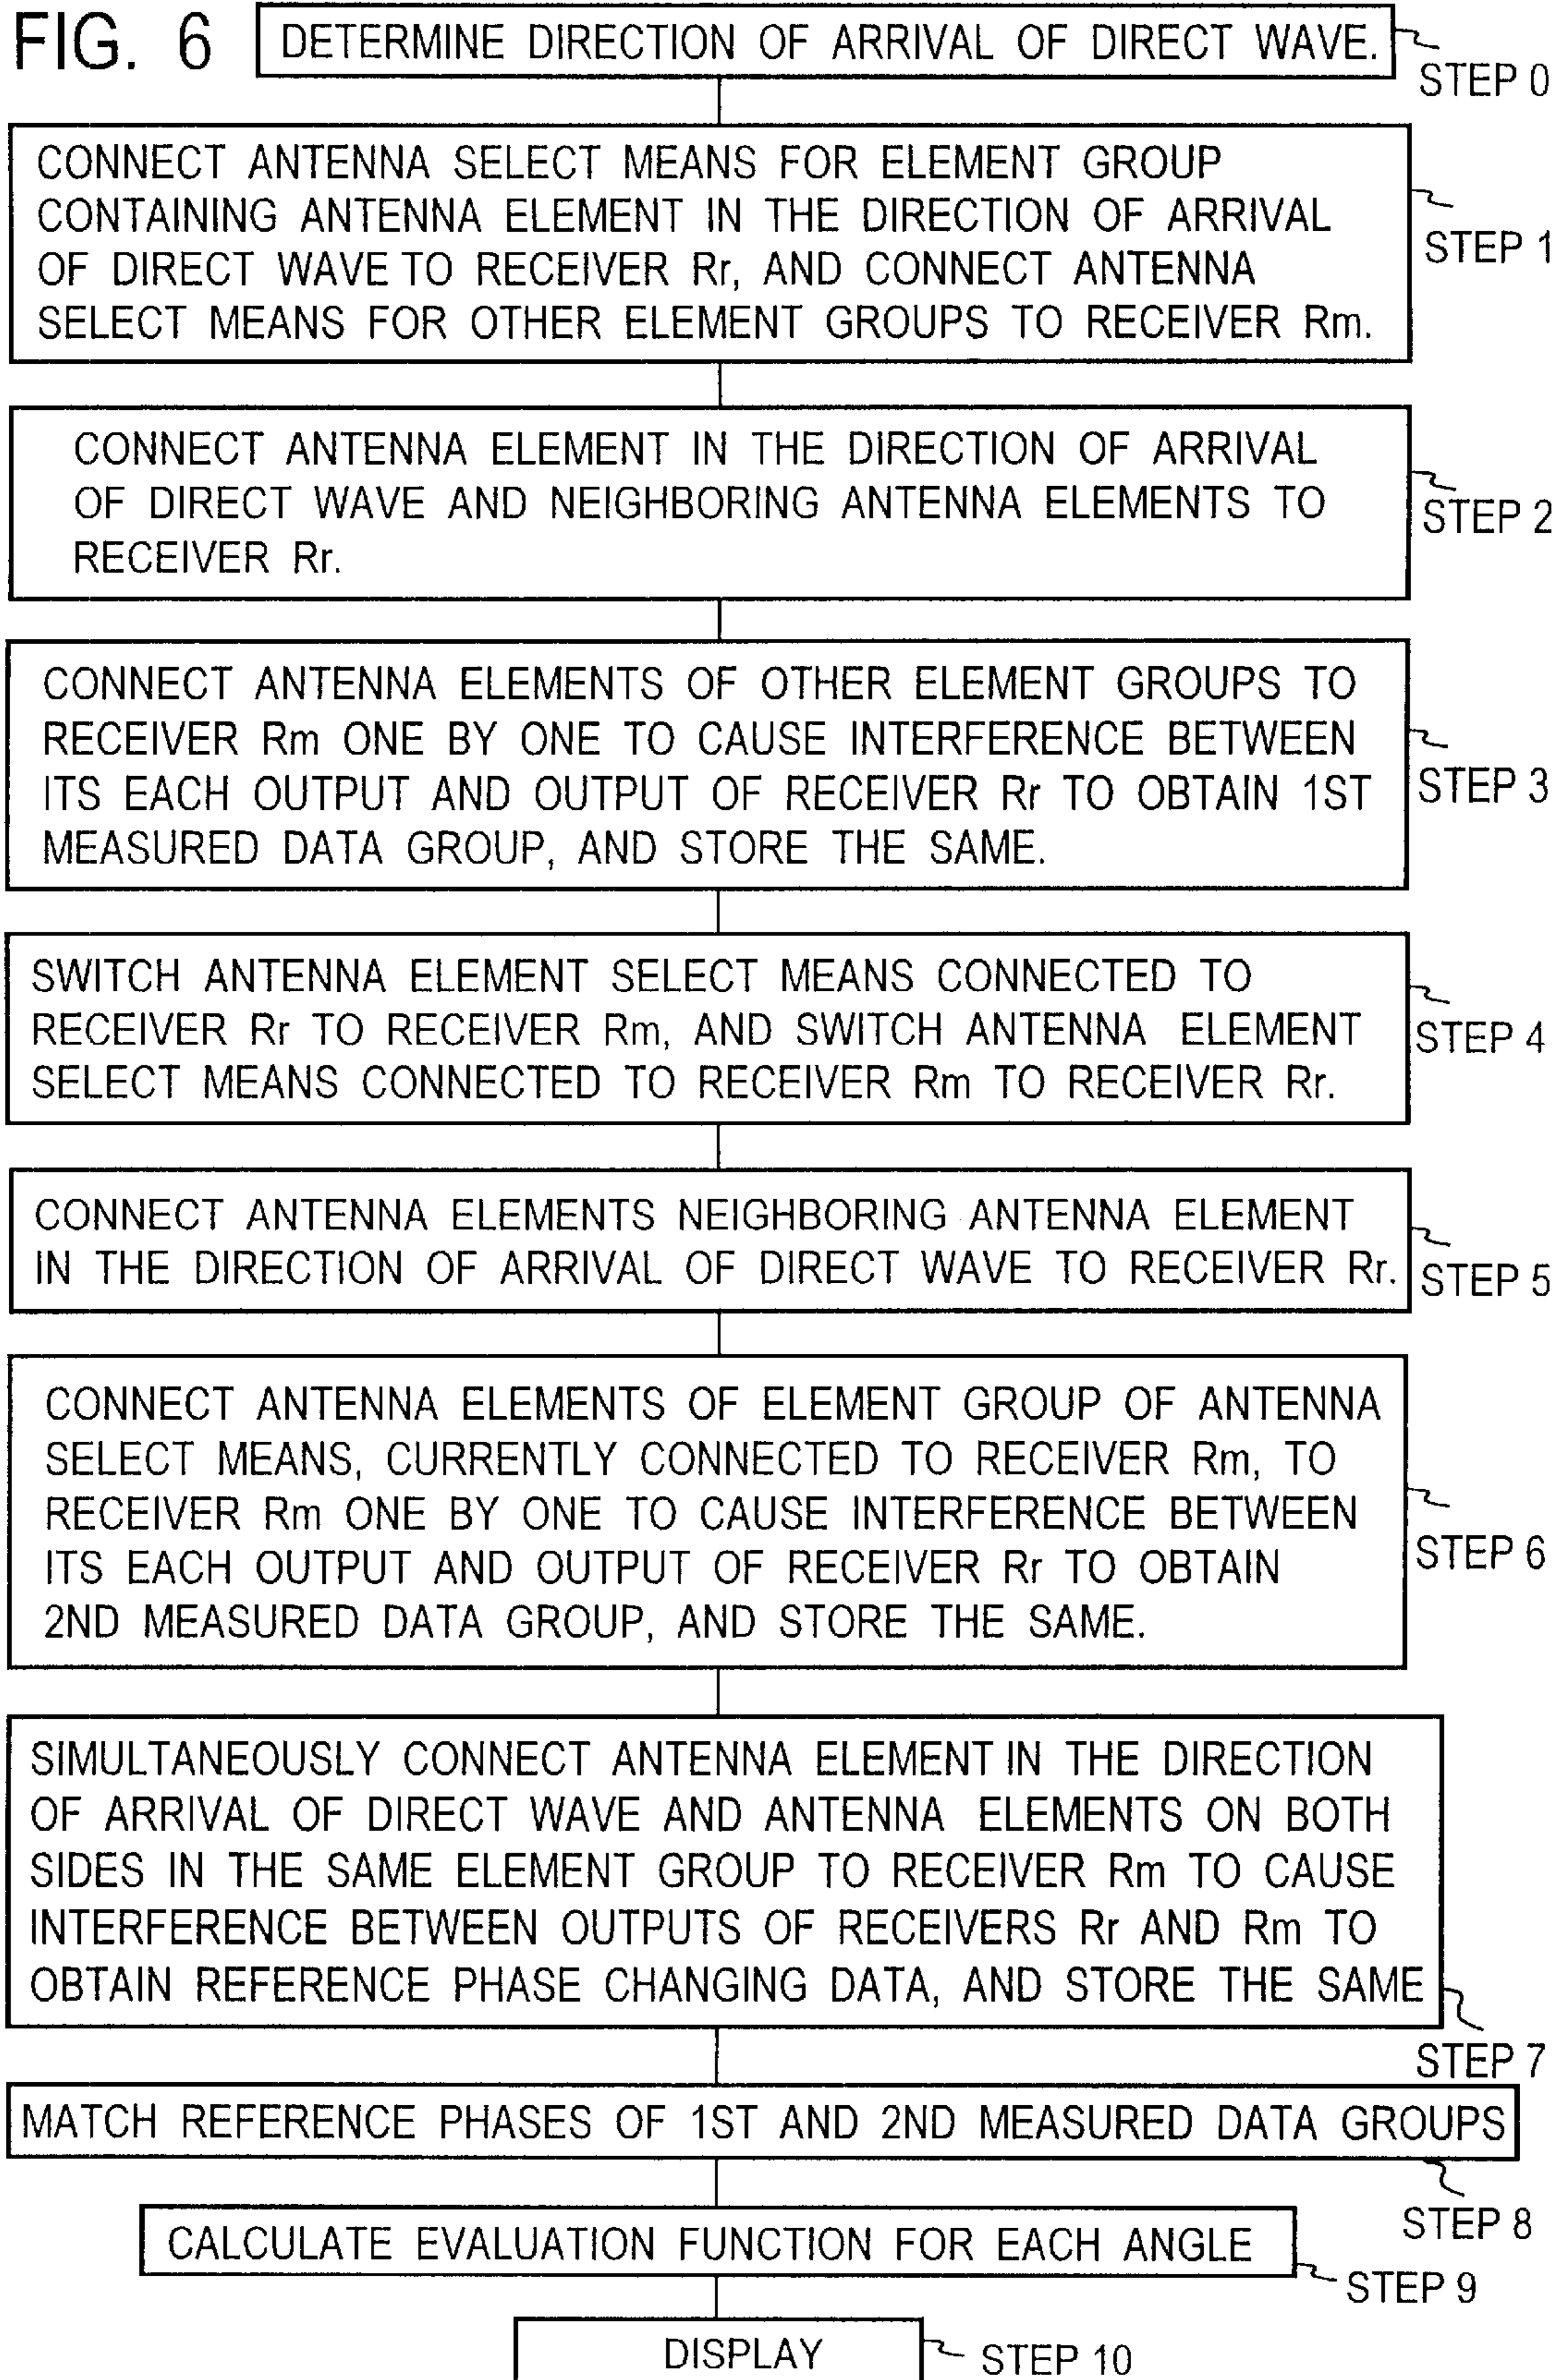 FIG. 6
DETERMINE DIRECTION OF ARRIVAL OF DIRECT WAVE.
STEP 0
CONNECT ANTENNA SELECT MEANS FOR ELEMENT GROUP
CONTAINING ANTENNA ELEMENT IN THE DIRECTION OF ARRIVAL
OF DIRECT WAVE TO RECEIVER Rr, AND CONNECT ANTENNA
SELECT MEANS FOR OTHER ELEMENT GROUPS TO RECEIVER Rm.
STEP 1
CONNECT ANTENNA ELEMENT IN THE DIRECTION OF ARRIVAL
OF DIRECT WAVE AND NEIGHBORING ANTENNA ELEMENTS TO
RECEIVER Rr.
STEP 2
CONNECT ANTENNA ELEMENTS OF OTHER ELEMENT GROUPS TO
RECEIVER Rm ONE BY ONE TO CAUSE INTERFERENCE BETWEEN
ITS EACH OUTPUT AND OUTPUT OF RECEIVER Rr TO OBTAIN 1ST
MEASURED DATA GROUP, AND STORE THE SAME.
STEP 3
SWITCH ANTENNA ELEMENT SELECT MEANS CONNECTED TO
RECEIVER Rr TO RECEIVER Rm, AND SWITCH ANTENNA ELEMENT
SELECT MEANS CONNECTED TO RECEIVER Rm TO RECEIVER Rr.
STEP 4
CONNECT ANTENNA ELEMENTS NEIGHBORING ANTENNA ELEMENT
IN THE DIRECTION OF ARRIVAL OF DIRECT WAVE TO RECEIVER Rr.
STEP 5
CONNECT ANTENNA ELEMENTS OF ELEMENT GROUP OF ANTENNA
SELECT MEANS, CURRENTLY CONNECTED TO RECEIVER Rm, TO
RECEIVER Rm ONE BY ONE TO CAUSE INTERFERENCE BETWEEN
ITS EACH OUTPUT AND OUTPUT OF RECEIVER Rr TO OBTAIN
2ND MEASURED DATA GROUP, AND STORE THE SAME.
STEP 6
SIMULTANEOUSLY CONNECT ANTENNA ELEMENT IN THE DIRECTION
OF ARRIVAL OF DIRECT WAVE AND ANTENNA ELEMENTS ON BOTH
SIDES IN THE SAME ELEMENT GROUP TO RECEIVER Rm TO CAUSE
INTERFERENCE BETWEEN OUTPUTS OF RECEIVERS Rr AND Rm TO
OBTAIN REFERENCE PHASE CHANGING DATA, AND STORE THE SAME
STEP 7
MATCH REFERENCE PHASES OF 1ST AND 2ND MEASURED DATA GROUPS
STEP 8
CALCULATE EVALUATION FUNCTION FOR EACH ANGLE
STEP 9
DISPLAY
STEP 10